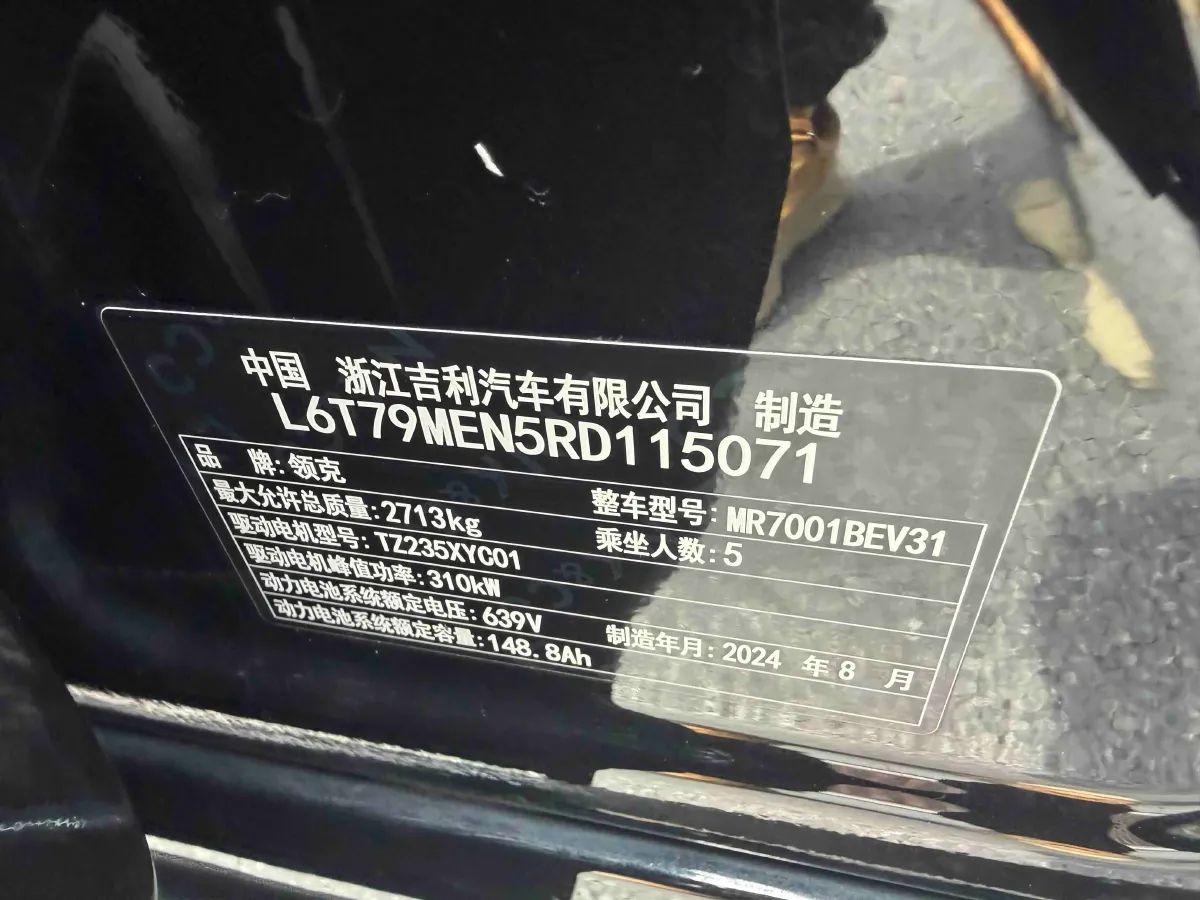 中国 浙江吉利汽车有限公司 制造
L6T79MEN5RD115071
品 牌:领克 整车型号:MR7001BEV31
最大允许总质量:2713kg 乘坐人数:5
驱动电机型号:TZ235XYC01
驱动电机峰值功率:310kW
动力电池系统额定电压:639V 制造年月:2024 年8 月
动力电池系统额定容量:148.8Ah